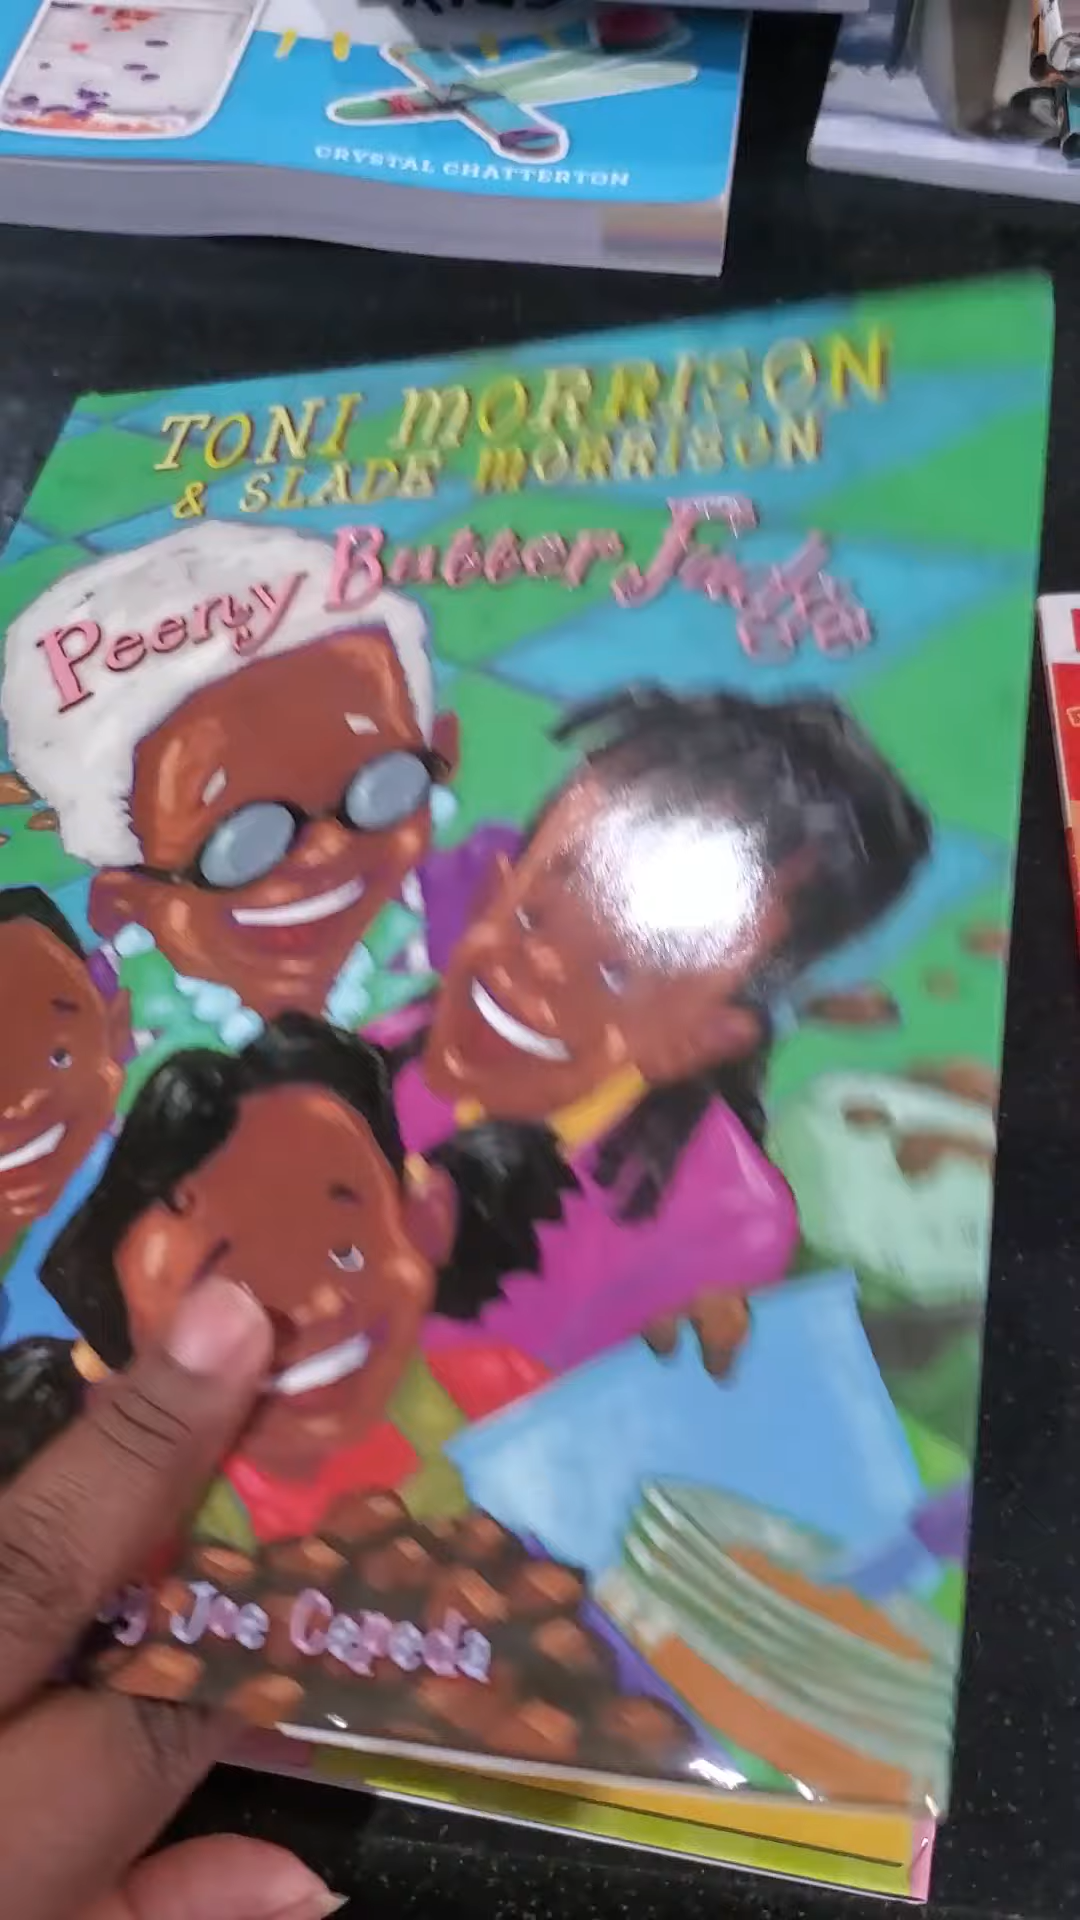 CRYSTAL CHATTERTON
TONI MORRISON
& SLADE MORRISON
Peeny Butter Fudge
Joe Cepeda